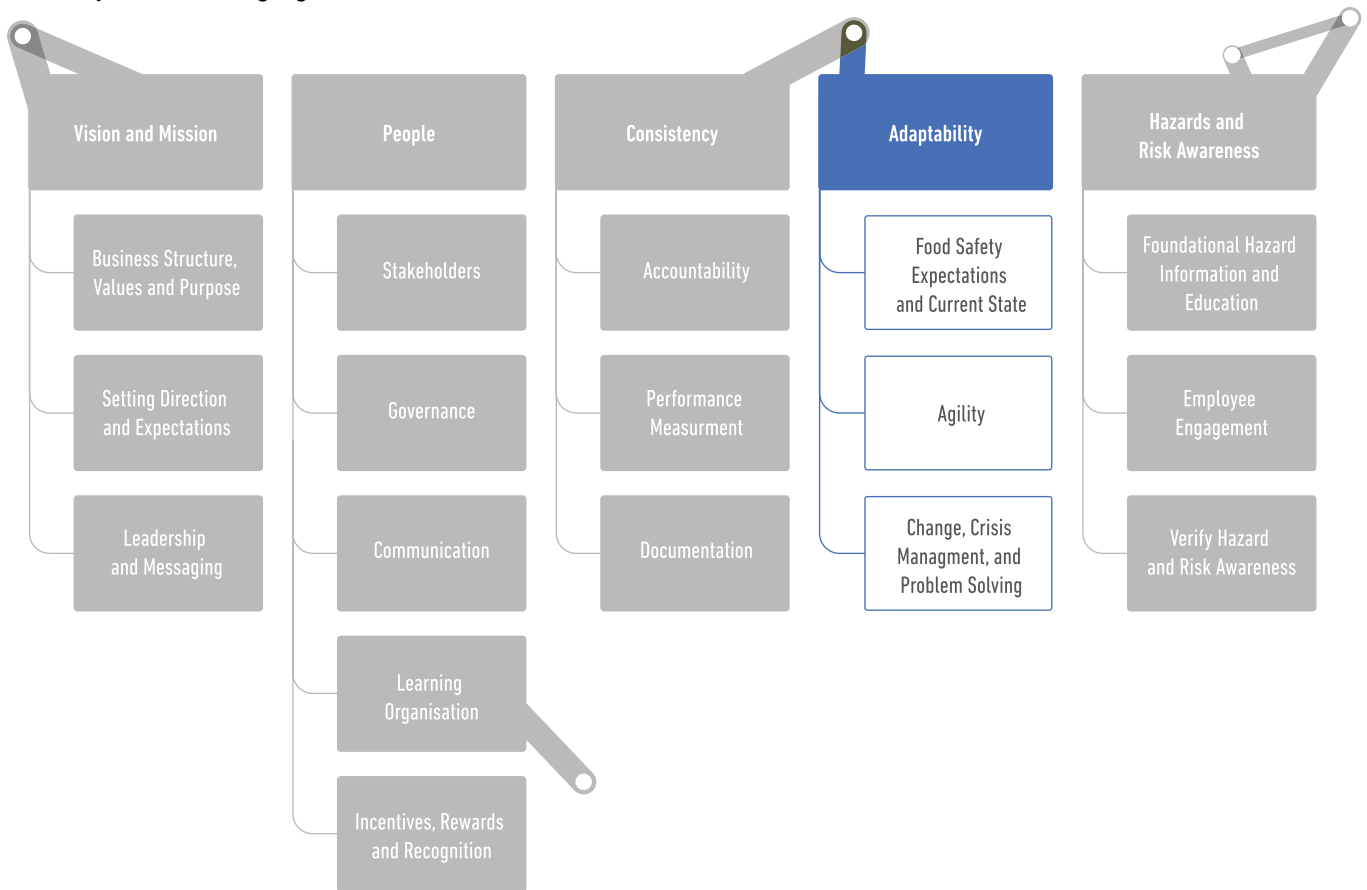 Vision and Mission
Business Structure,
Values and Purpose
Setting Direction
and Expectations
Leadership
and Messaging
People
Stakeholders
Governance
Communication
Learning
Organisation
Incentives, Rewards
and Recognition
Consistency
Accountability
Performance
Measurment
Documentation
Adaptability
Food Safety
Expectations
and Current State
Agility
Change, Crisis
Managment, and
Problem Solving
Hazards and
Risk Awareness
Foundational Hazard
Information and
Education
Employee
Engagement
Verify Hazard
and Risk Awareness